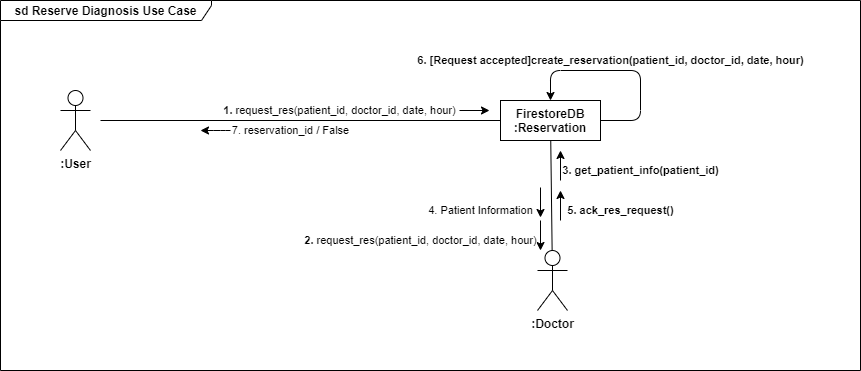 sd Reserve Diagnosis Use Case
6. [Request accepted]create_reservation(patient_id, doctor_id, date, hour)
1. request_res(patient_id, doctor_id, date, hour)
FirestoreDB
:Reservation
7. reservation_id / False
:User
3. get_patient_info(patient_id)
4. Patient Information
5. ack_res_request()
2. request_res(patient_id, doctor_id, date, hour)
:Doctor